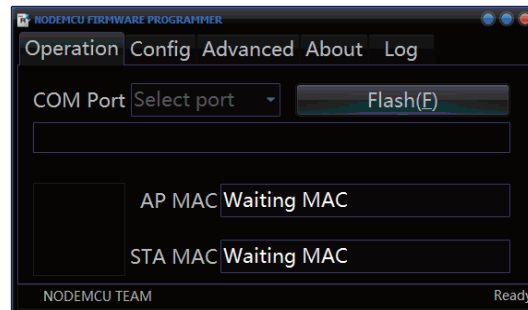 NODEMCU FIRMWARE PROGRAMMER
Operation Config Advanced About Log
COM Port Select port Flash(F)
AP MAC Waiting MAC
STA MAC Waiting MAC
NODEMCU TEAM Ready